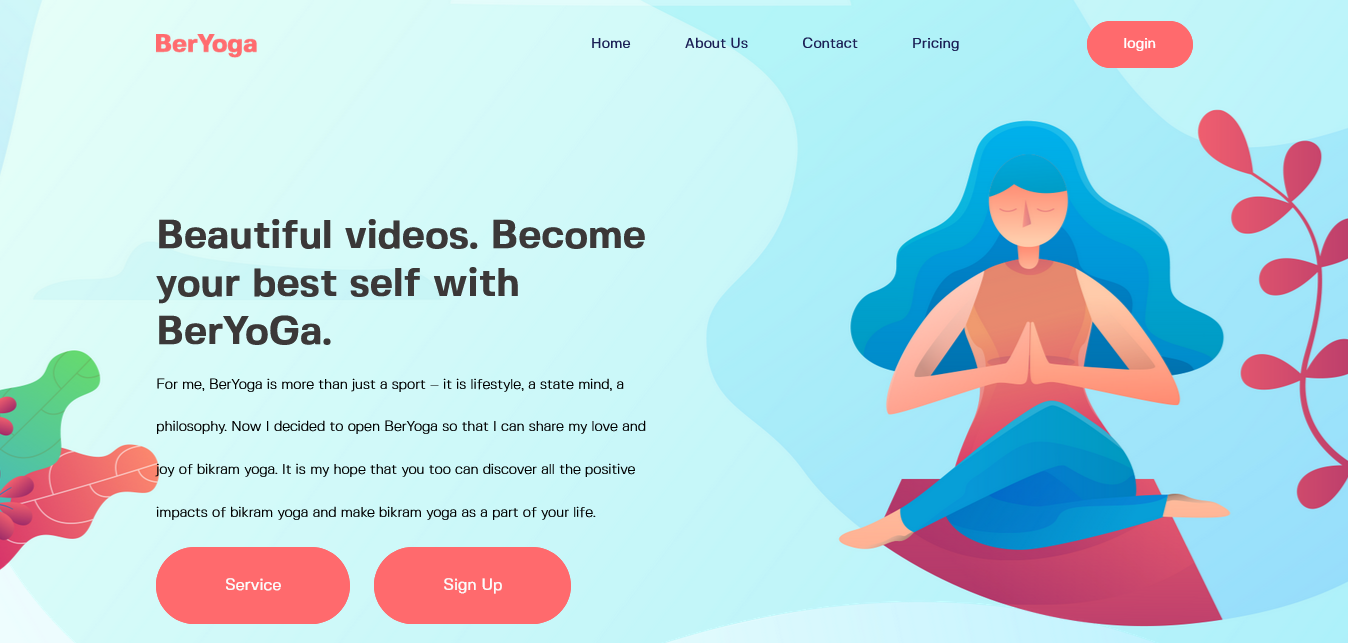 BerYoga
Home About Us Contact Pricing login
Beautiful videos. Become
your best self with
BerYoGa.
For me, BerYoga is more than just a sport – it is lifestyle, a state mind, a
philosophy. Now I decided to open BerYoga so that I can share my love and
joy of bikram yoga. It is my hope that you too can discover all the positive
impacts of bikram yoga and make bikram yoga as a part of your life.
Service Sign Up